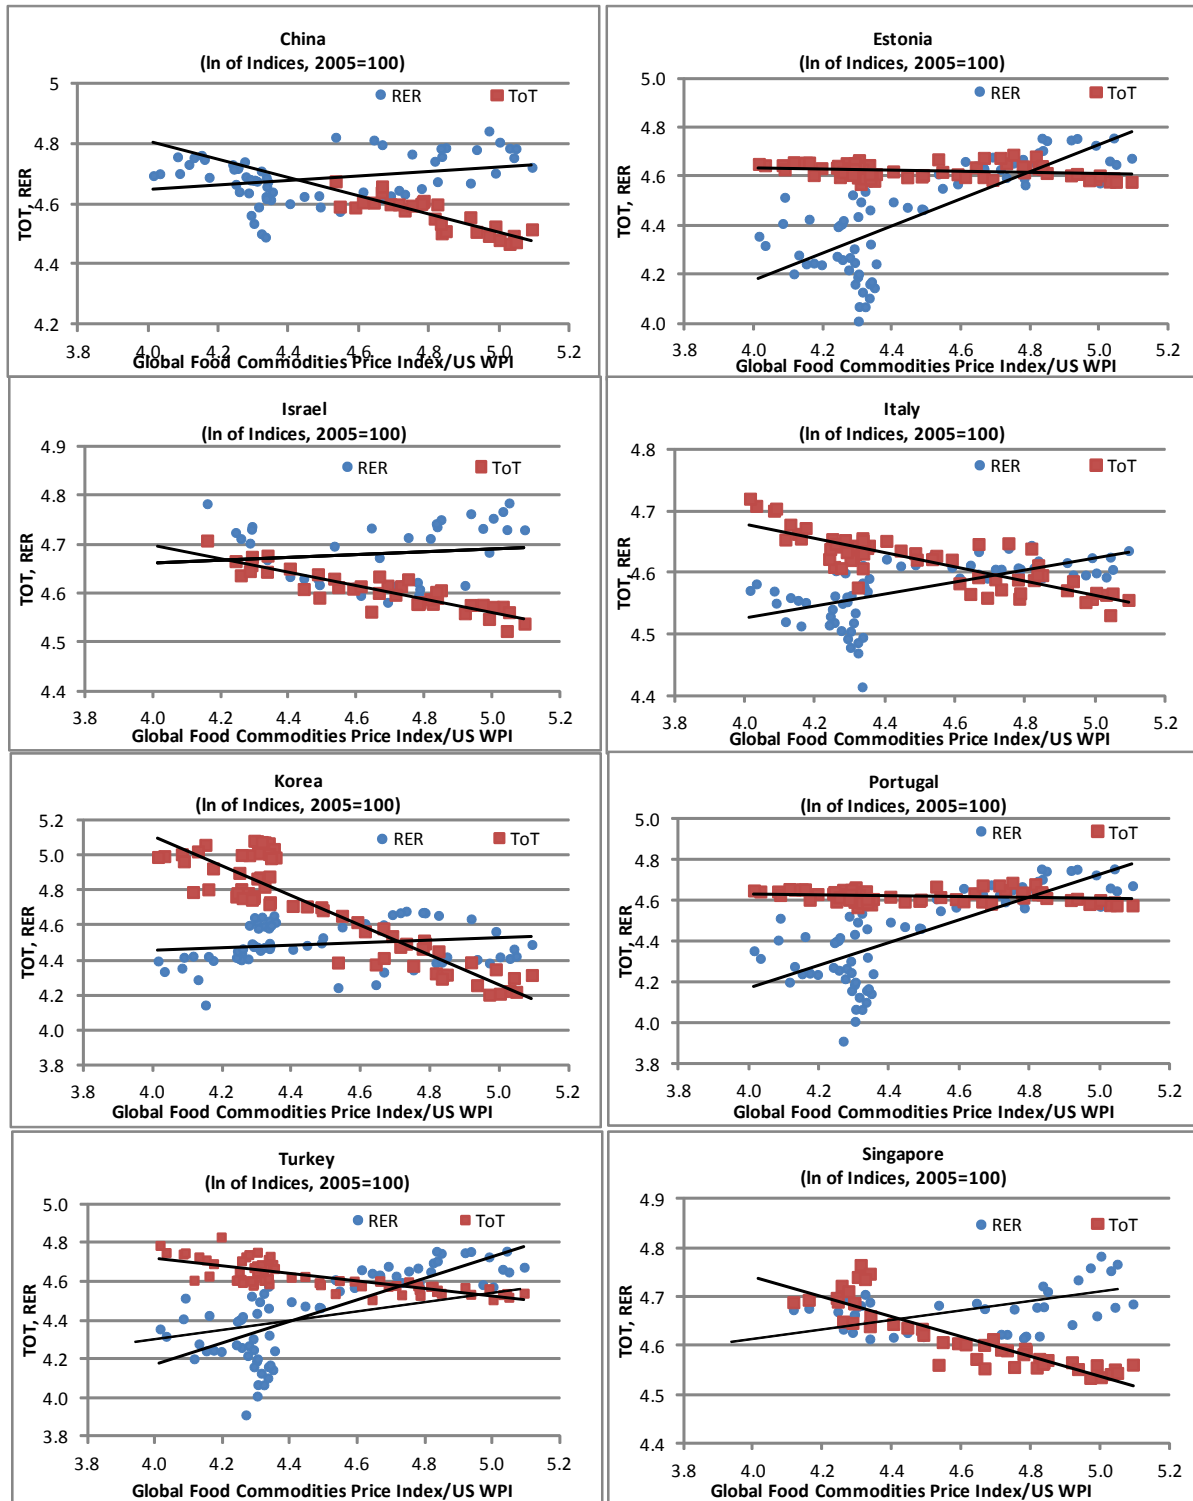 China
(ln of Indices, 2005=100)
RER ToT
5
4.8
4.6
4.4
4.2
3.8 4.0 4.2 4.4 4.6 4.8 5.0 5.2
TOT, RER
Global Food Commodities Price Index/US WPI
Estonia
(ln of Indices, 2005=100)
RER ToT
5.0
4.8
4.6
4.4
4.2
4.0
3.8 4.0 4.2 4.4 4.6 4.8 5.0 5.2
TOT, RER
Global Food Commodities Price Index/US WPI
Israel
(ln of Indices, 2005=100)
RER ToT
4.9
4.8
4.7
4.6
4.5
4.4
3.8 4.0 4.2 4.4 4.6 4.8 5.0 5.2
TOT, RER
Global Food Commodities Price Index/US WPI
Italy
(ln of Indices, 2005=100)
RER ToT
4.8
4.7
4.6
4.5
4.4
3.8 4.0 4.2 4.4 4.6 4.8 5.0 5.2
TOT, RER
Global Food Commodities Price Index/US WPI
Korea
(ln of Indices, 2005=100)
RER ToT
5.2
5.0
4.8
4.6
4.4
4.2
4.0
3.8
3.8 4.0 4.2 4.4 4.6 4.8 5.0 5.2
TOT, RER
Global Food Commodities Price Index/US WPI
Portugal
(ln of Indices, 2005=100)
RER ToT
5.0
4.8
4.6
4.4
4.2
4.0
3.8
3.8 4.0 4.2 4.4 4.6 4.8 5.0 5.2
TOT, RER
Global Food Commodities Price Index/US WPI
Turkey
(ln of Indices, 2005=100)
RER ToT
5.0
4.8
4.6
4.4
4.2
4.0
3.8
3.8 4.0 4.2 4.4 4.6 4.8 5.0 5.2
TOT, RER
Global Food Commodities Price Index/US WPI
Singapore
(ln of Indices, 2005=100)
RER ToT
4.9
4.8
4.7
4.6
4.5
4.4
3.8 4.0 4.2 4.4 4.6 4.8 5.0 5.2
TOT, RER
Global Food Commodities Price Index/US WPI